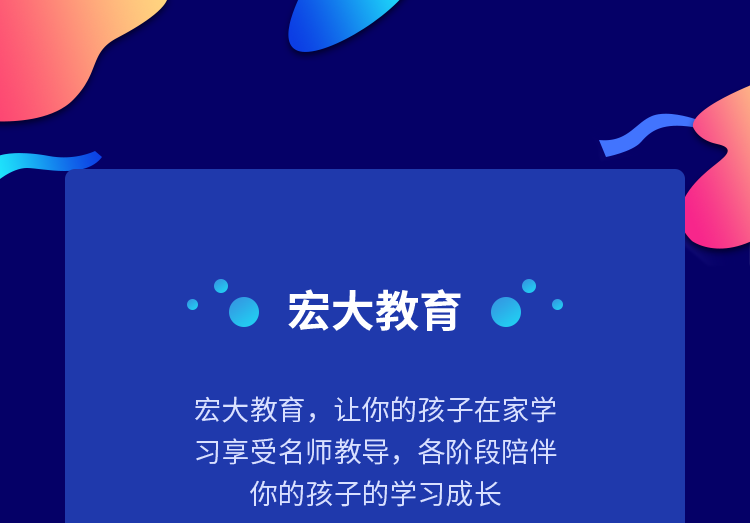 宏大教育
宏大教育，让你的孩子在家学
习享受名师教导，各阶段陪伴
你的孩子的学习成长